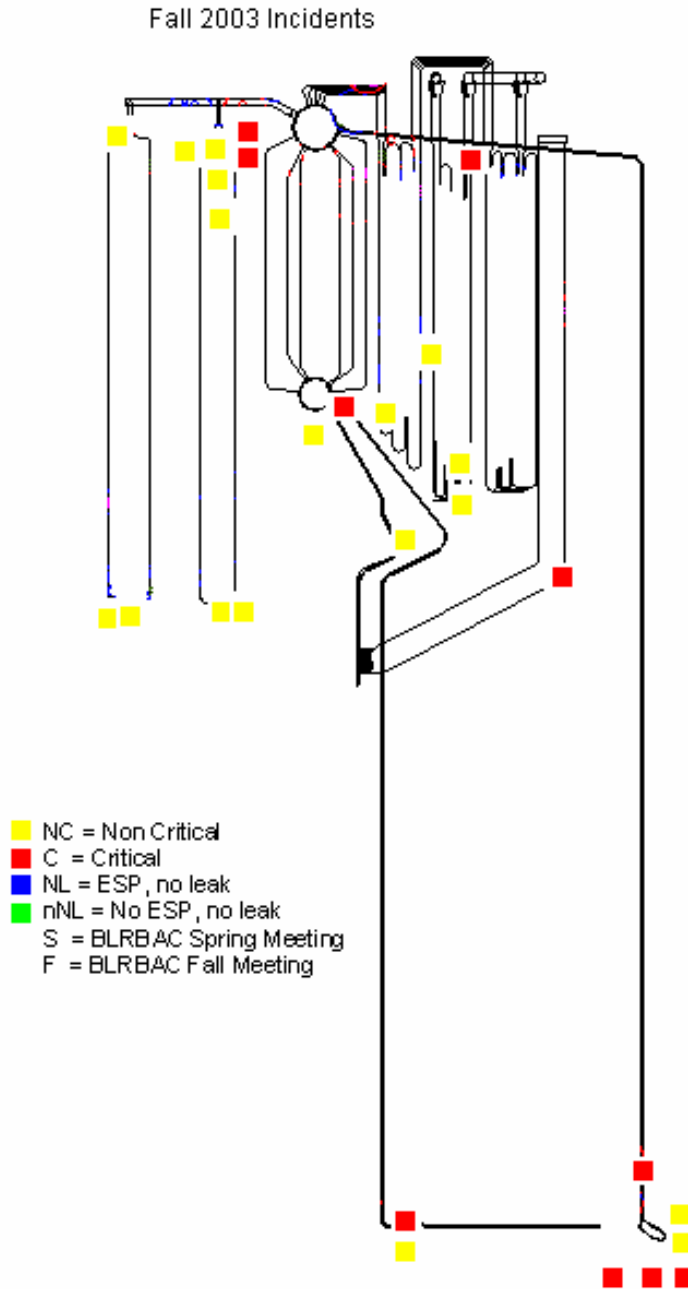 Fall 2003 Incidents
NC = Non Critical
C = Critical
NL = ESP, no leak
nNL = No ESP, no leak
S = BLRBAC Spring Meeting
F = BLRBAC Fall Meeting